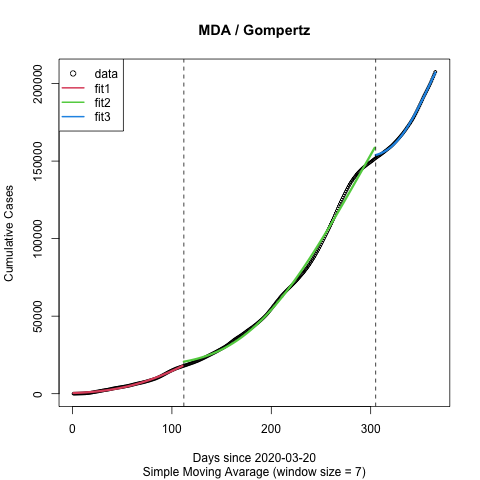 MDA / Gompertz
data
fit1
fit2
fit3
Cumulative Cases
0
50000
100000
150000
200000
0
100
200
300
Days since 2020-03-20
Simple Moving Avarage (window size = 7)